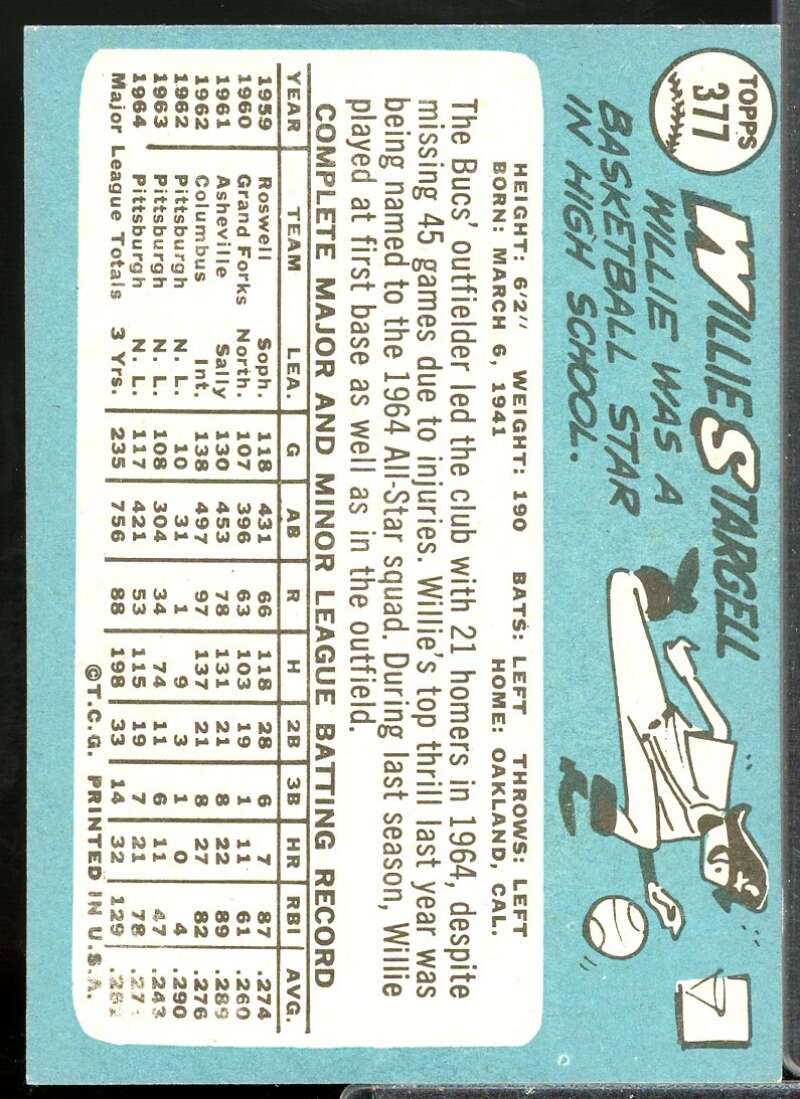 TOPPS
377
WILLIE STARGELL
WILLIE WAS A
BASKETBALL STAR
IN HIGH SCHOOL.
HEIGHT: 6'2" WEIGHT: 190 BATS: LEFT THROWS: LEFT
BORN: MARCH 6, 1941 HOME: OAKLAND, CAL.
The Bucs' outfielder led the club with 21 homers in 1964, despite
missing 45 games due to injuries. Willie's top thrill last year was
being named to the 1964 All-Star squad. During last season, Willie
played at first base as well as in the outfield.
COMPLETE MAJOR AND MINOR LEAGUE BATTING RECORD
YEAR TEAM LEA. G AB R H 2B 3B HR RBI AVG.
1959 Roswell Soph. 118 431 66 118 28 6 7 87 .274
1960 Grand Forks North. 107 396 63 103 19 1 11 61 .260
1961 Asheville Sally 130 453 78 131 21 8 22 89 .289
1962 Columbus Int. 138 497 97 137 21 8 27 82 .276
1962 Pittsburgh N. L. 10 31 1 9 3 1 0 4 .290
1963 Pittsburgh N. L. 108 304 34 74 11 6 11 47 .243
1964 Pittsburgh N. L. 117 421 53 115 19 7 21 78
Major League Totals 3 Yrs. 235 756 88 198 33 14 32 129
©T.C.G. PRINTED IN U.S.A.